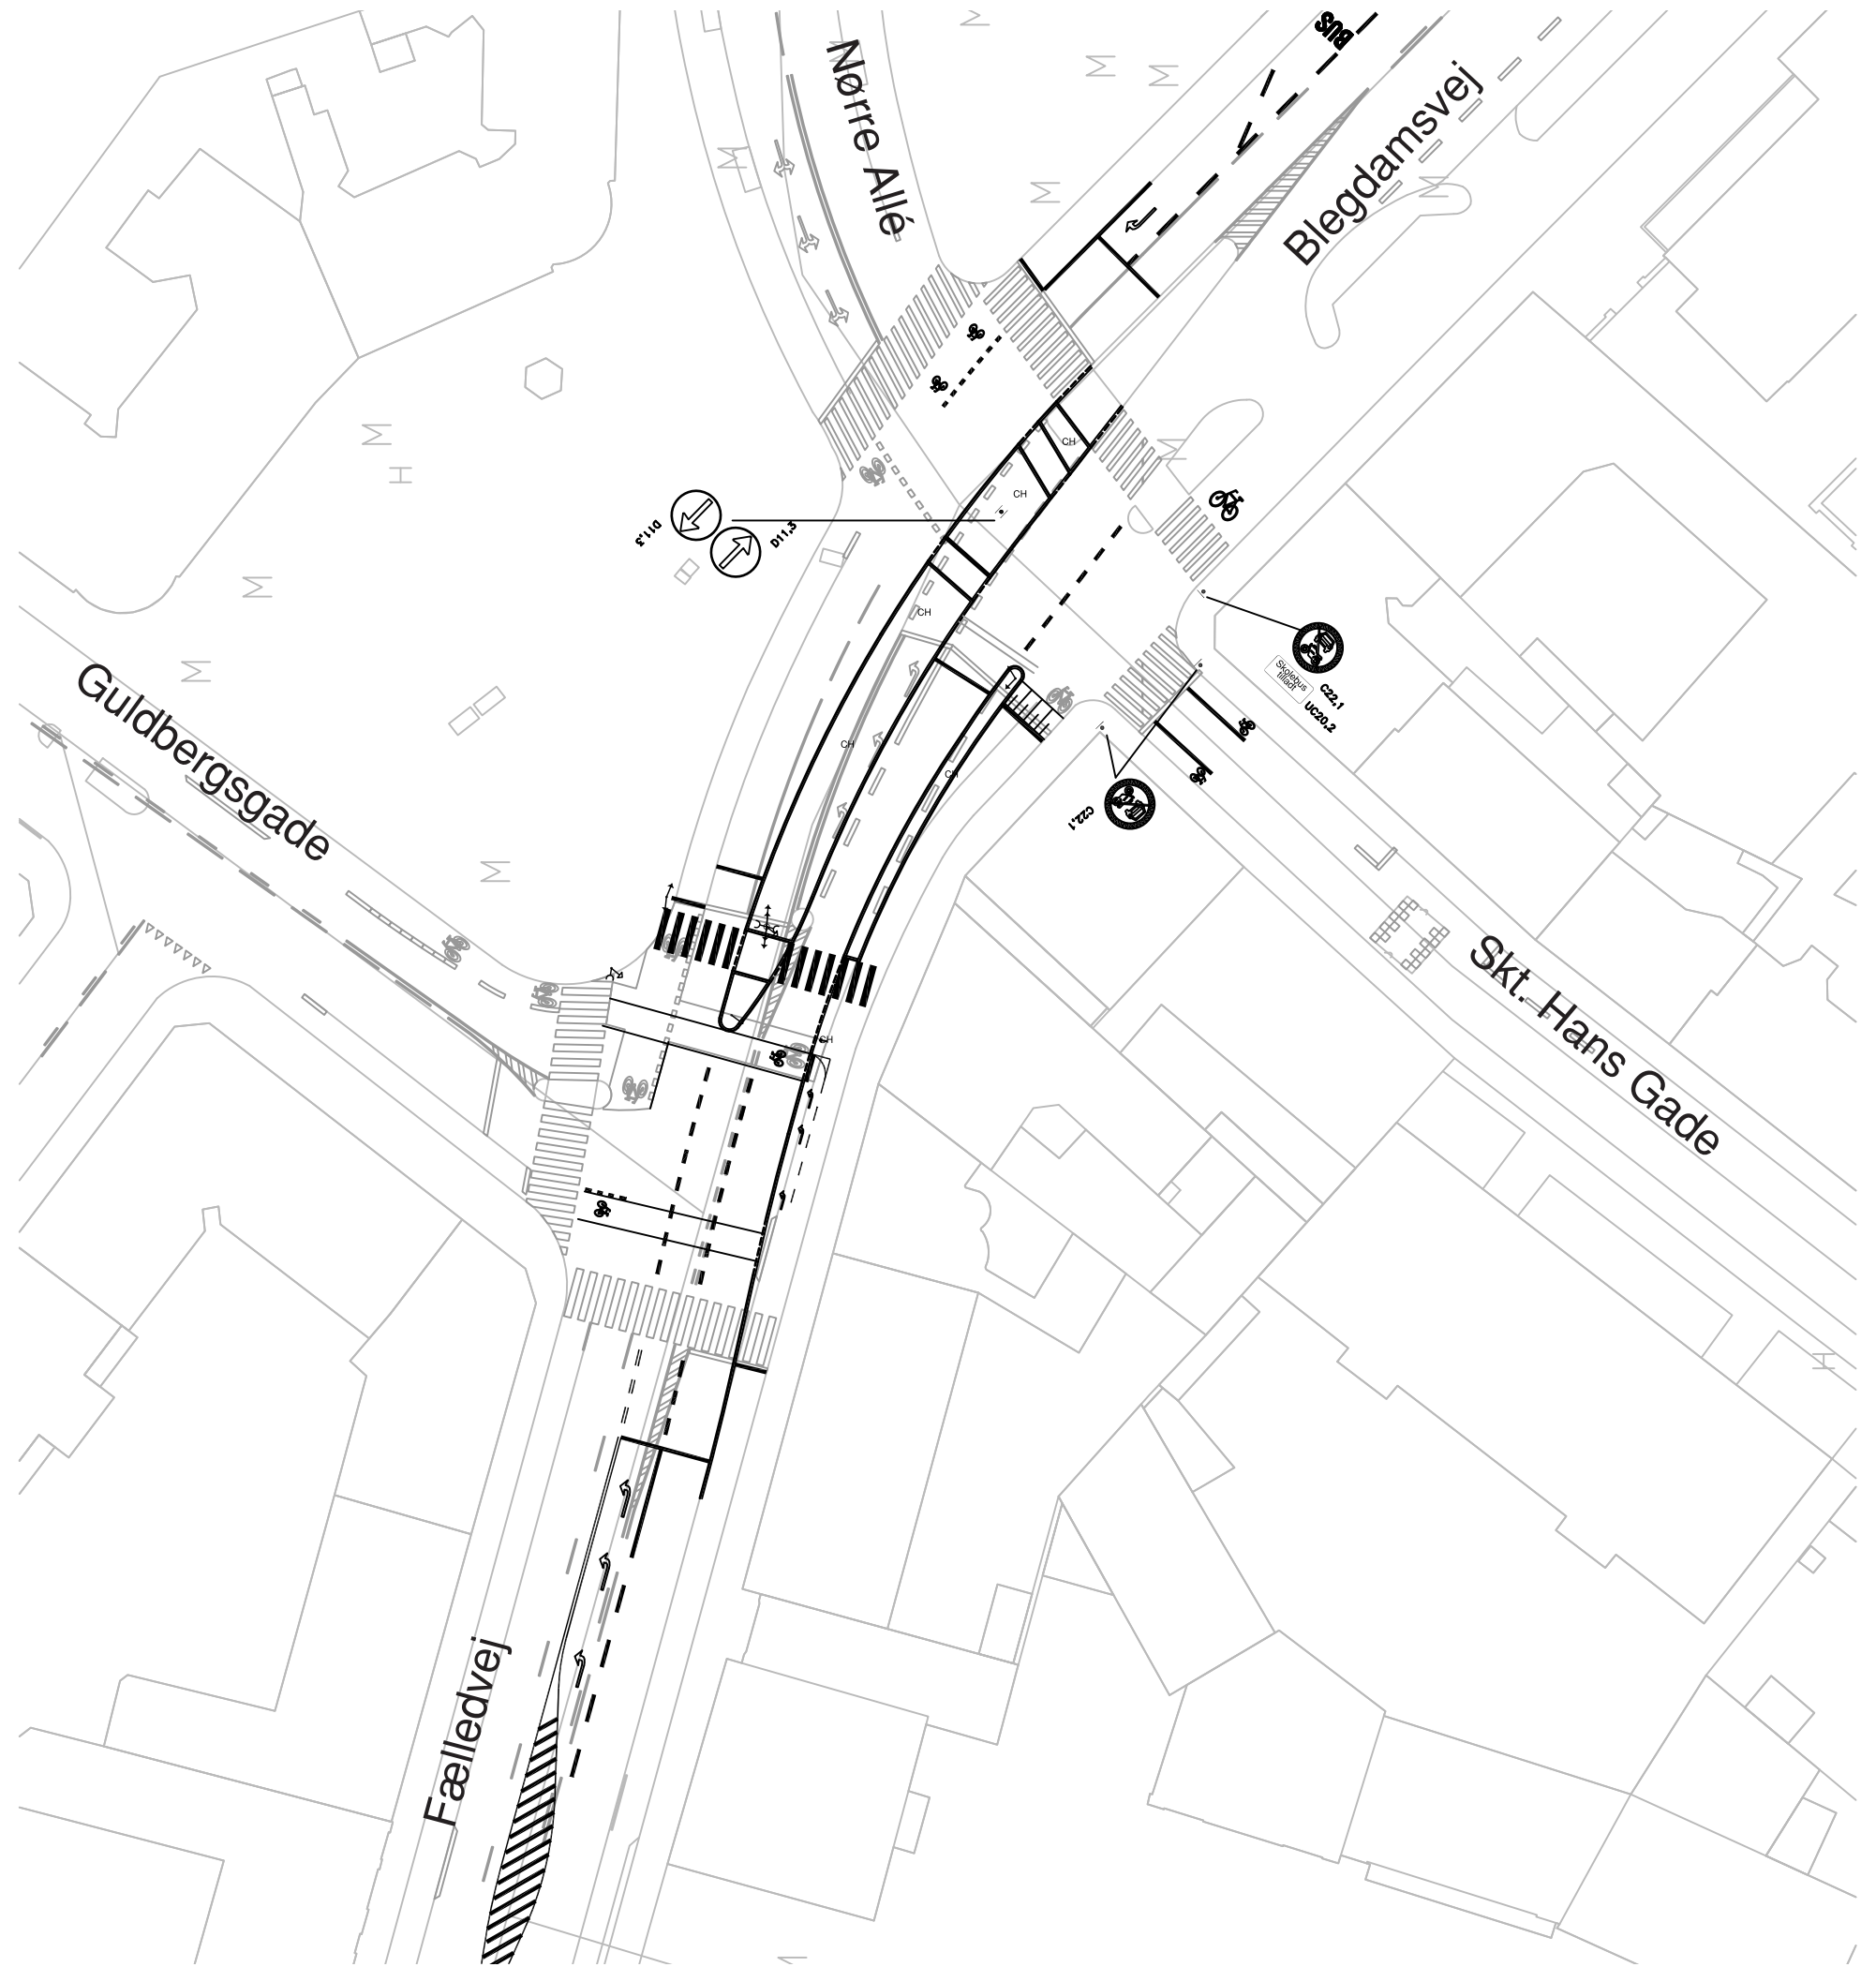 BUS
Nørre Allé
Blegdamsvej
M
M
M
M
M
M
M
M
H
CH
CH
D11,3
D11,3
M
CH
Skolebus
tilladt
C22,1
UC20,2
M
Guldbergsgade
CH
CH
C22,1
M
Skt. Hans Gade
CH
H
Fælledvej
M